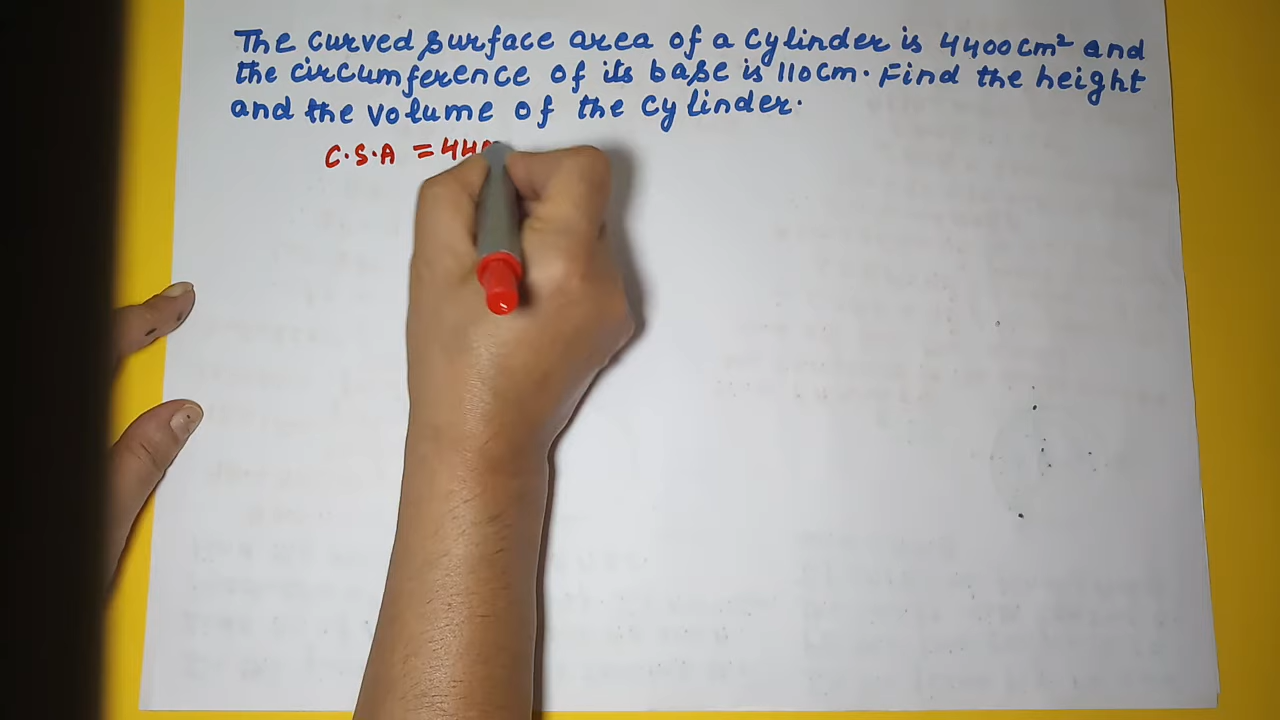 The curved surface area of a cylinder is 4400cm² and
the circumference of its base is 110cm. Find the height
and the volume of the cylinder.
C.S.A = 440